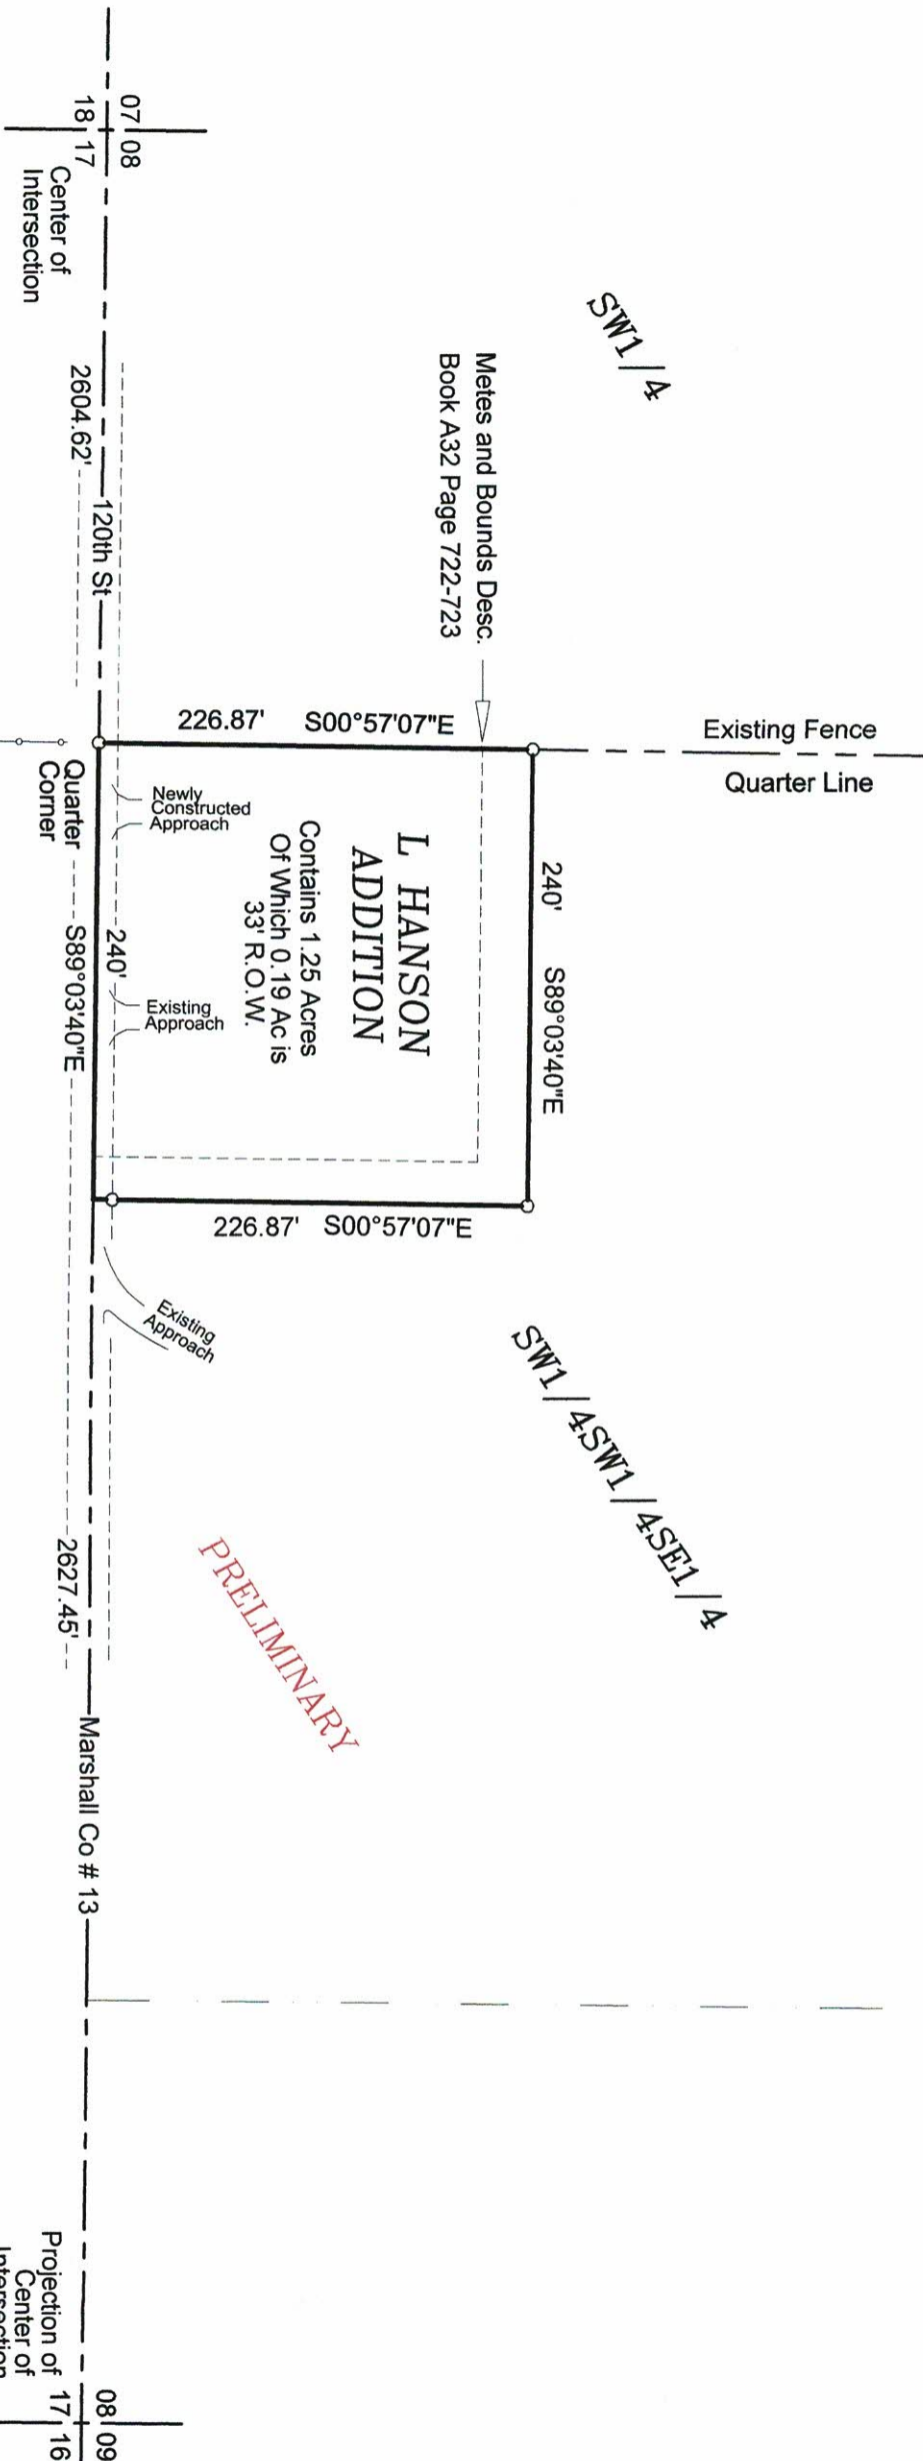 SW1/4
Metes and Bounds Desc.
Book A32 Page 722-723
Existing Fence
Quarter Line
240' S89°03'40"E
226.87' S00°57'07"E
L HANSON
ADDITION
Contains 1.25 Acres
Of Which 0.19 Ac is
33' R.O.W.
Newly
Constructed
Approach
240'
Existing
Approach
226.87' S00°57'07"E
SW1/4SW1/4SE1/4
PRELIMINARY
Existing
Approach
07 08
18 17
Center of
Intersection
2604.62'
120th St
Quarter
Corner
S89°03'40"E
2627.45'
Marshall Co # 13
Projection of
Center of
Intersection
08 09
17 16